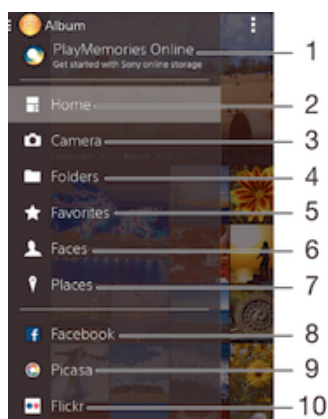 Album
PlayMemories Online 1
Get started with Sony online storage
Home 2
Camera 3
Folders 4
Favorites 5
Faces 6
Places 7
Facebook 8
Picasa 9
Flickr 10